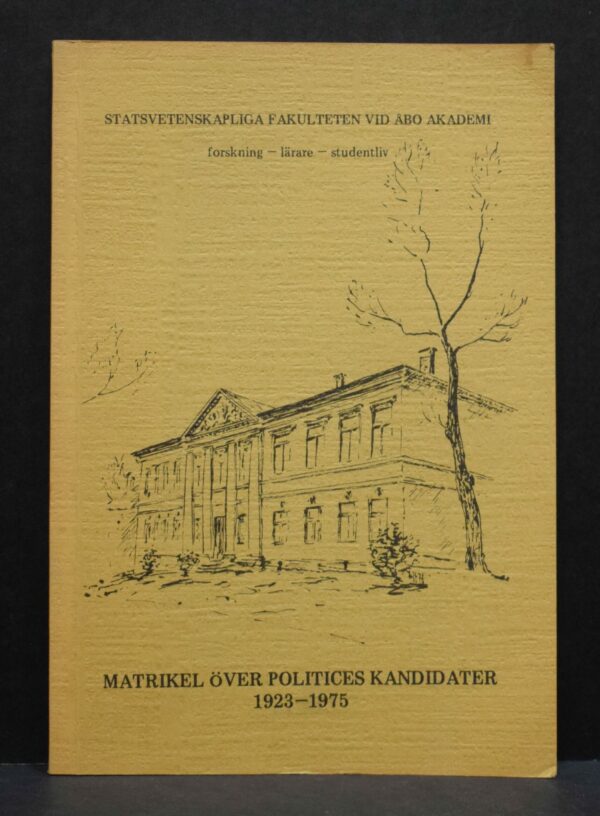 STATSVETENSKAPLIGA FAKULTETEN VID ÅBO AKADEMI
forskning – lärare – studentliv
MATRIKEL ÖVER POLITICES KANDIDATER
1923–1975